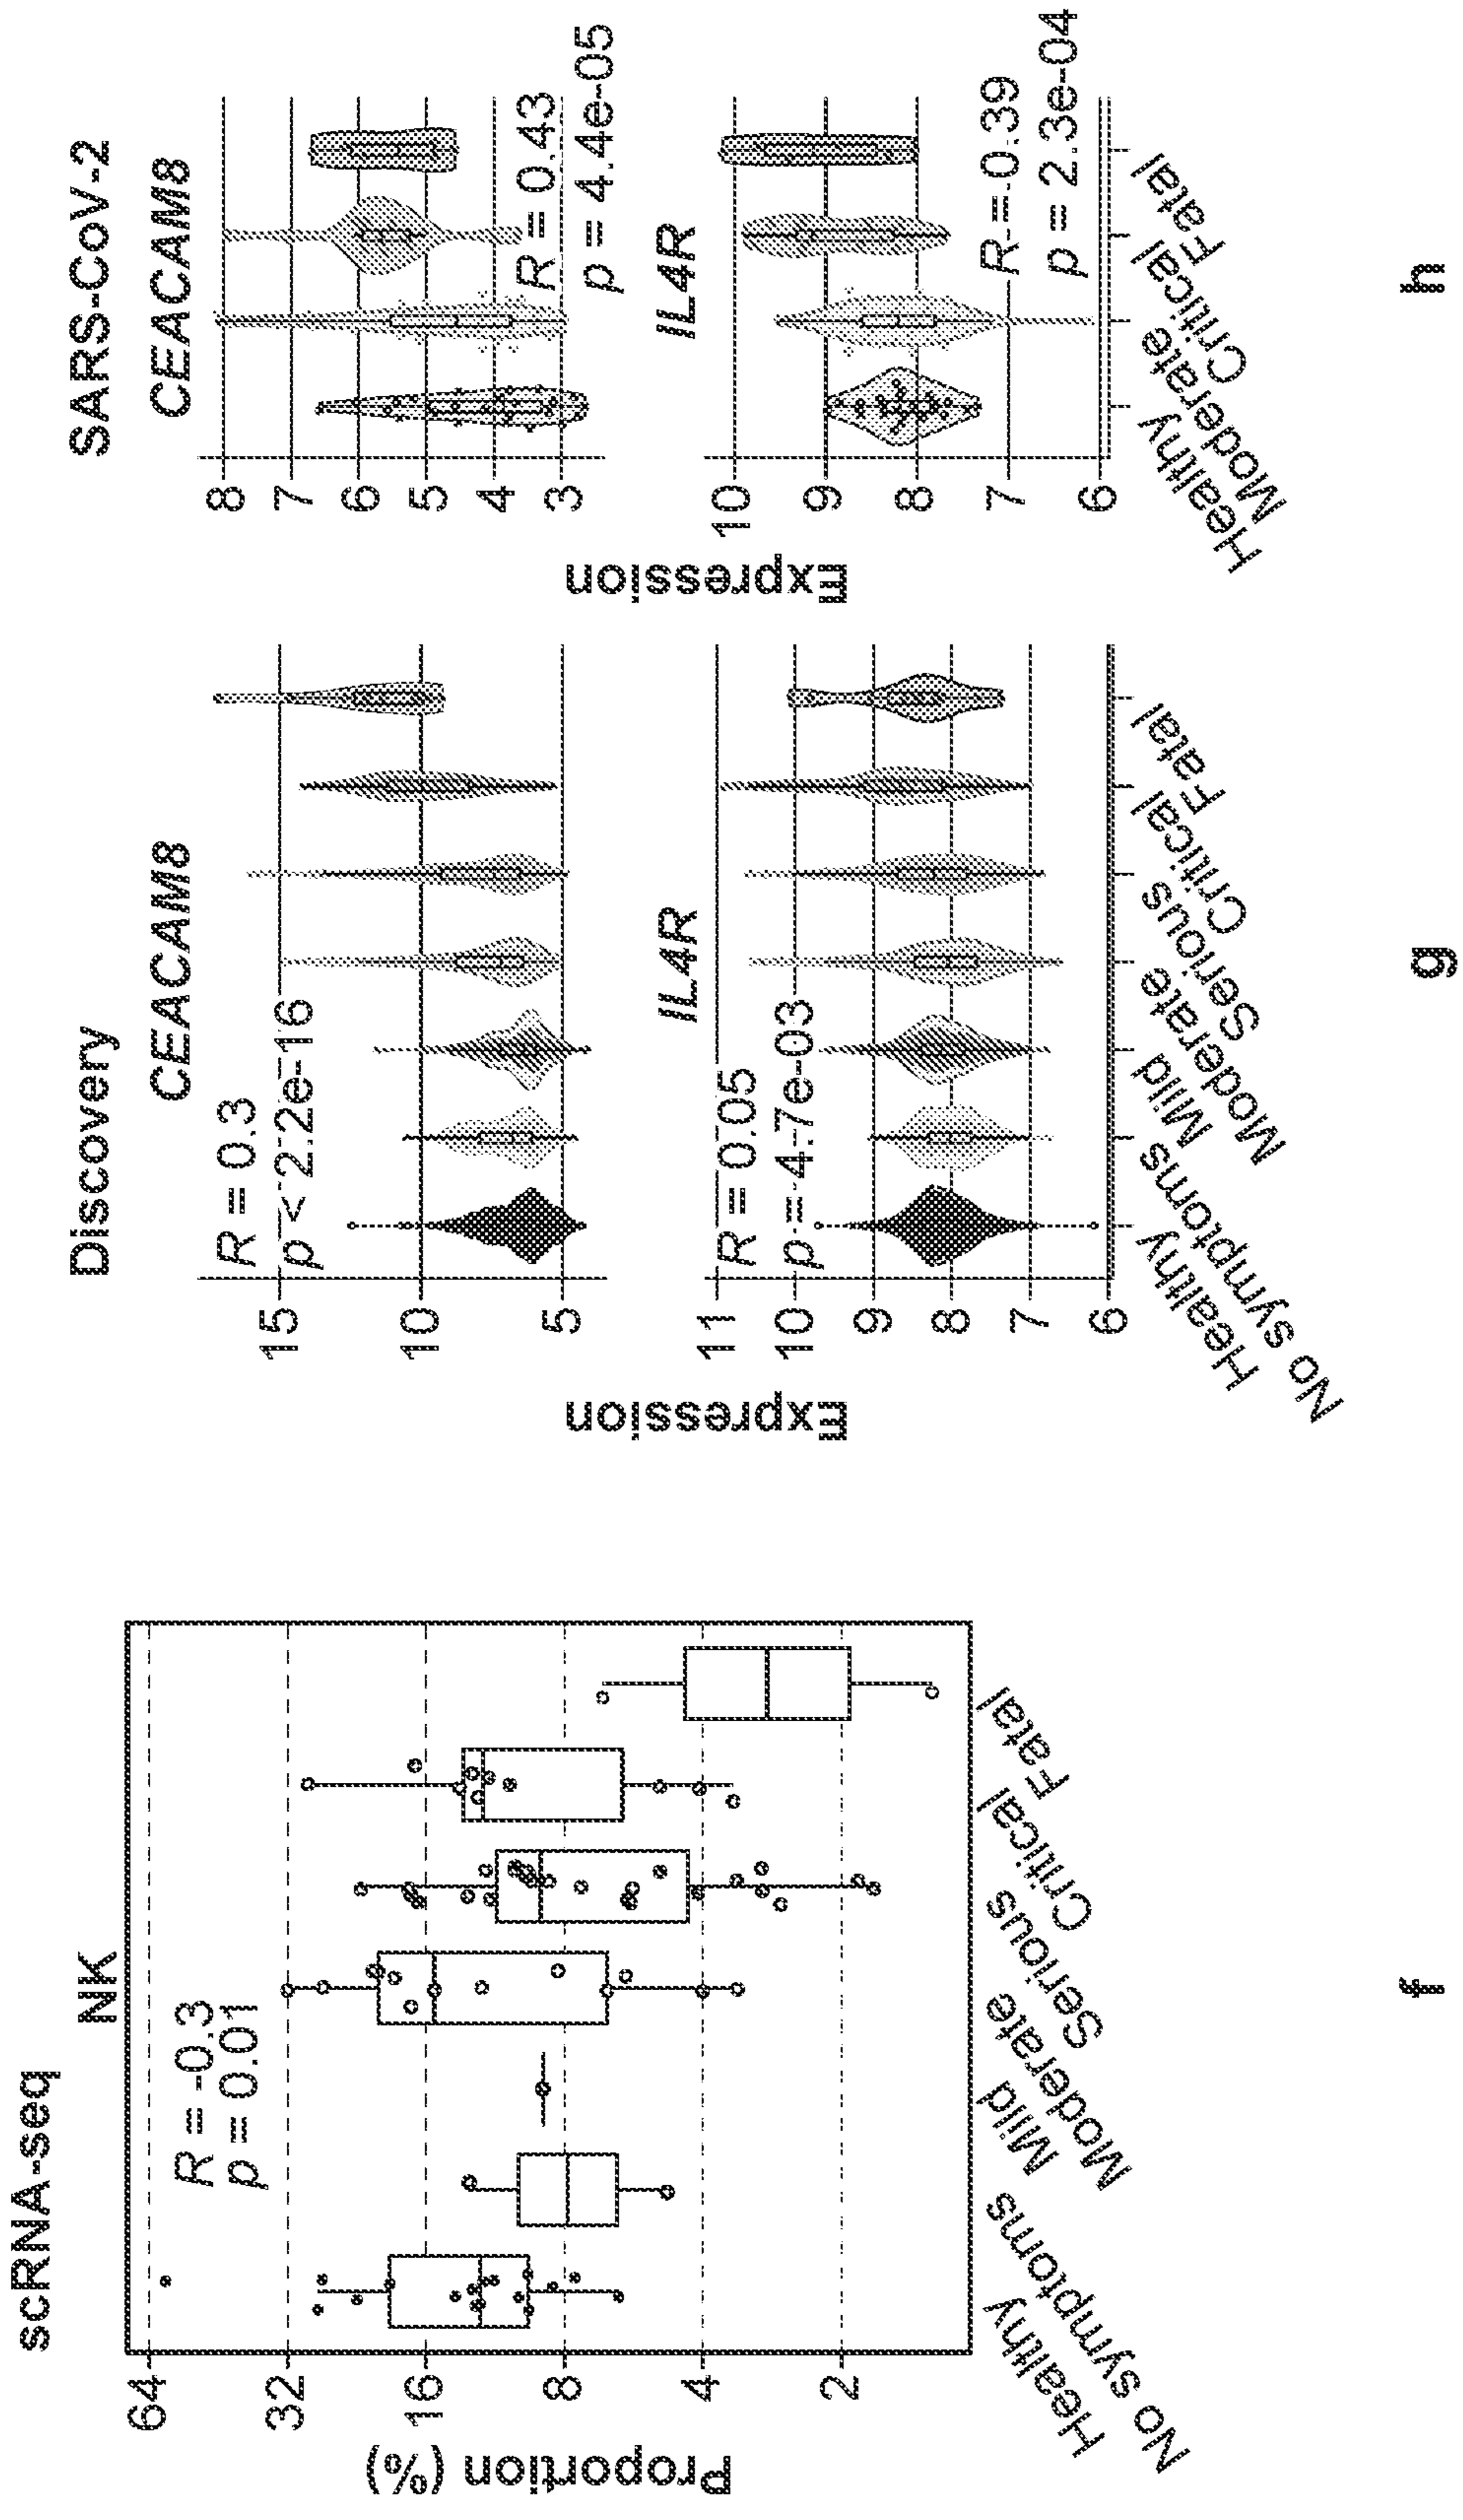 scRNA-seq
NK
R = -0.3
p = 0.01
Proportion (%)
64
32
16
8
4
2
Healthy
No symptoms
Mild
Moderate
Serious
Critical
Fatal
f
Discovery
CEACAM8
R = 0.3
p < 2.2e-16
15
10
5
Expression
IL4R
R = 0.05
p = 4.7e-03
11
10
9
8
7
6
Healthy
No symptoms
Mild
Moderate
Serious
Critical
Fatal
g
SARS-CoV-2
CEACAM8
8
7
6
5
4
3
R = 0.43
p = 4.4e-05
Expression
IL4R
10
9
8
7
6
R = 0.39
p = 2.3e-04
Healthy
Moderate
Critical
Fatal
h